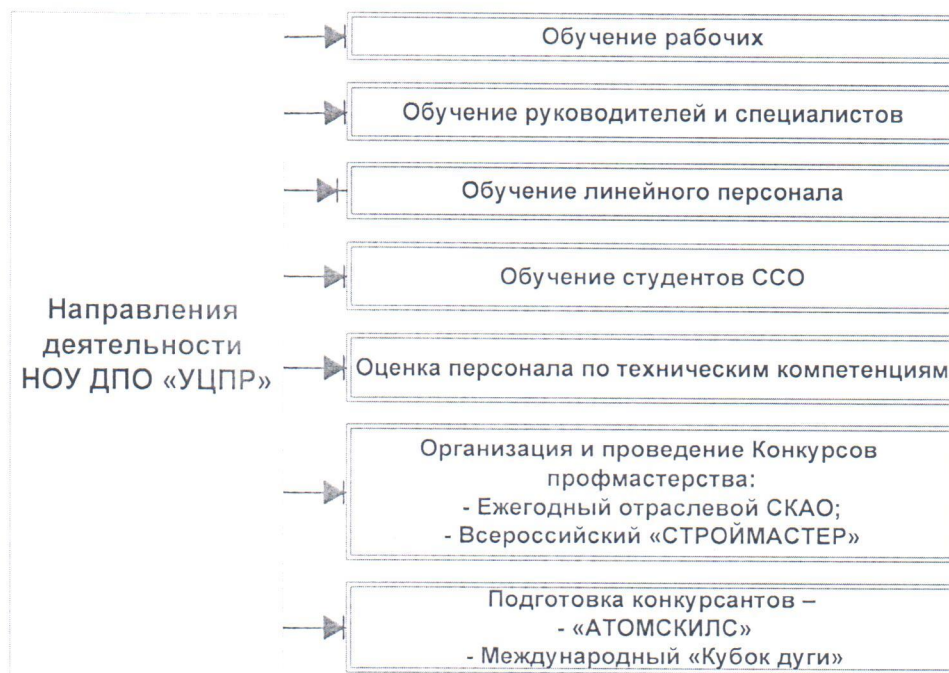 Направления
деятельности
НОУ ДПО «УЦПР»
Обучение рабочих
Обучение руководителей и специалистов
Обучение линейного персонала
Обучение студентов ССО
Оценка персонала по техническим компетенциям
Организация и проведение Конкурсов
профмастерства:
- Ежегодный отраслевой СКАО;
- Всероссийский «СТРОЙМАСТЕР»
Подготовка конкурсантов –
- «АТОМСКИЛС»
- Международный «Кубок дуги»